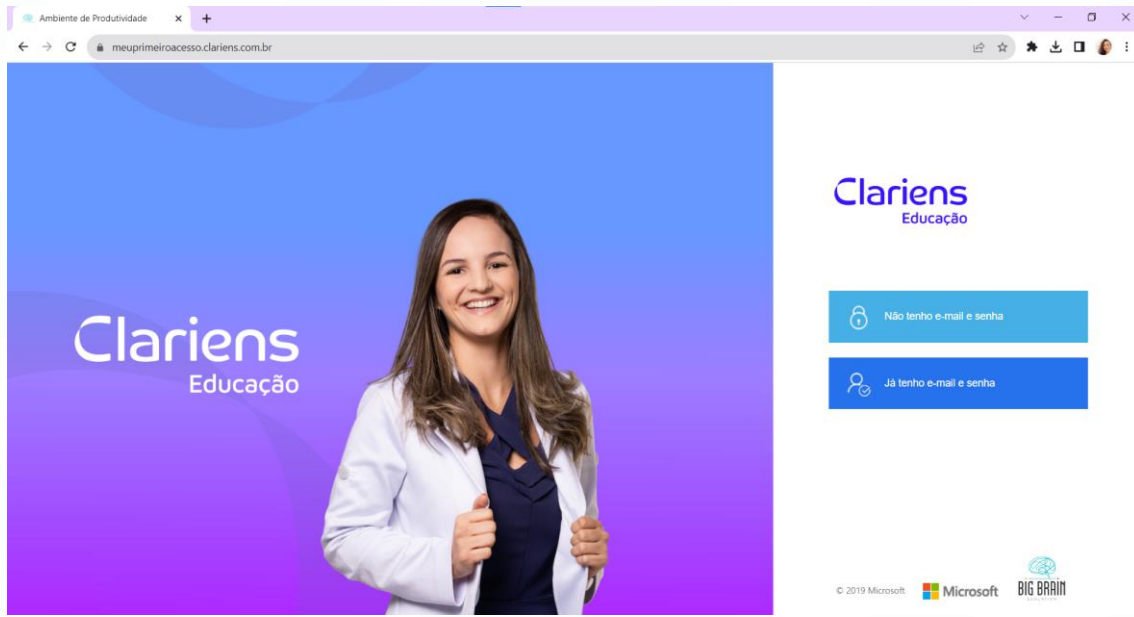 Ambiente de Produtividade
meuprimeiroacesso.clariens.com.br
Clariens
Educação
Clariens
Educação
Não tenho e-mail e senha
Já tenho e-mail e senha
© 2019 Microsoft
Microsoft
BIG BRAIN